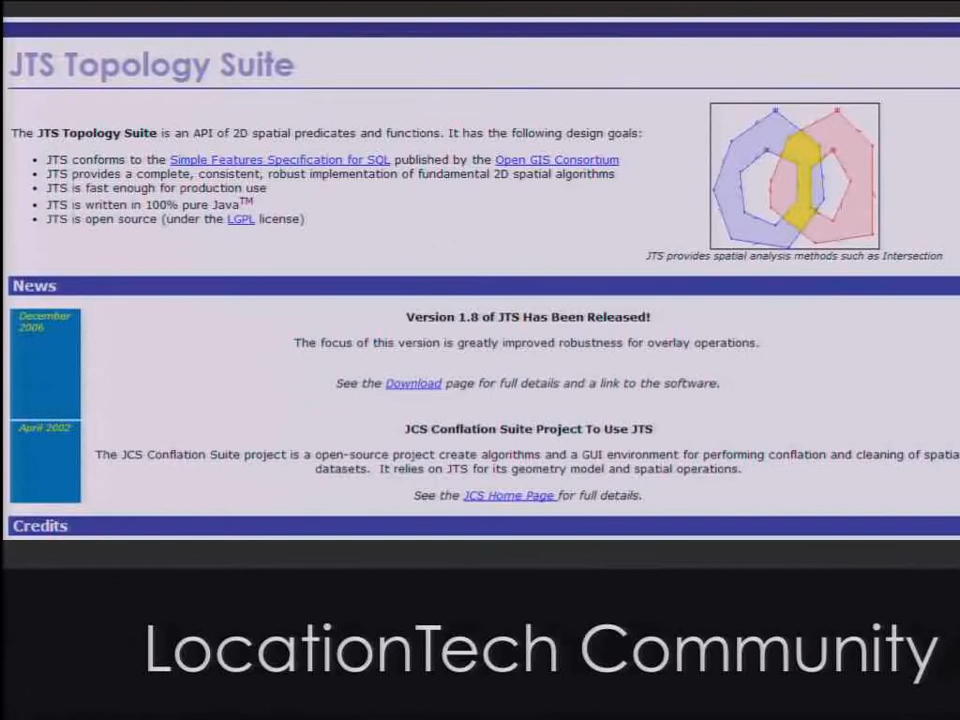 JTS Topology Suite
The JTS Topology Suite is an API of 2D spatial predicates and functions. It has the following design goals:
• JTS conforms to the Simple Features Specification for SQL published by the Open GIS Consortium
• JTS provides a complete, consistent, robust implementation of fundamental 2D spatial algorithms
• JTS is fast enough for production use
• JTS is written in 100% pure Java™
• JTS is open source (under the LGPL license)
JTS provides spatial analysis methods such as Intersection
News
December
2006
Version 1.8 of JTS Has Been Released!
The focus of this version is greatly improved robustness for overlay operations.
See the Download page for full details and a link to the software.
April 2002
JCS Conflation Suite Project To Use JTS
The JCS Conflation Suite project is a open-source project create algorithms and a GUI environment for performing conflation and cleaning of spatia
datasets. It relies on JTS for its geometry model and spatial operations.
See the JCS Home Page for full details.
Credits
LocationTech Community